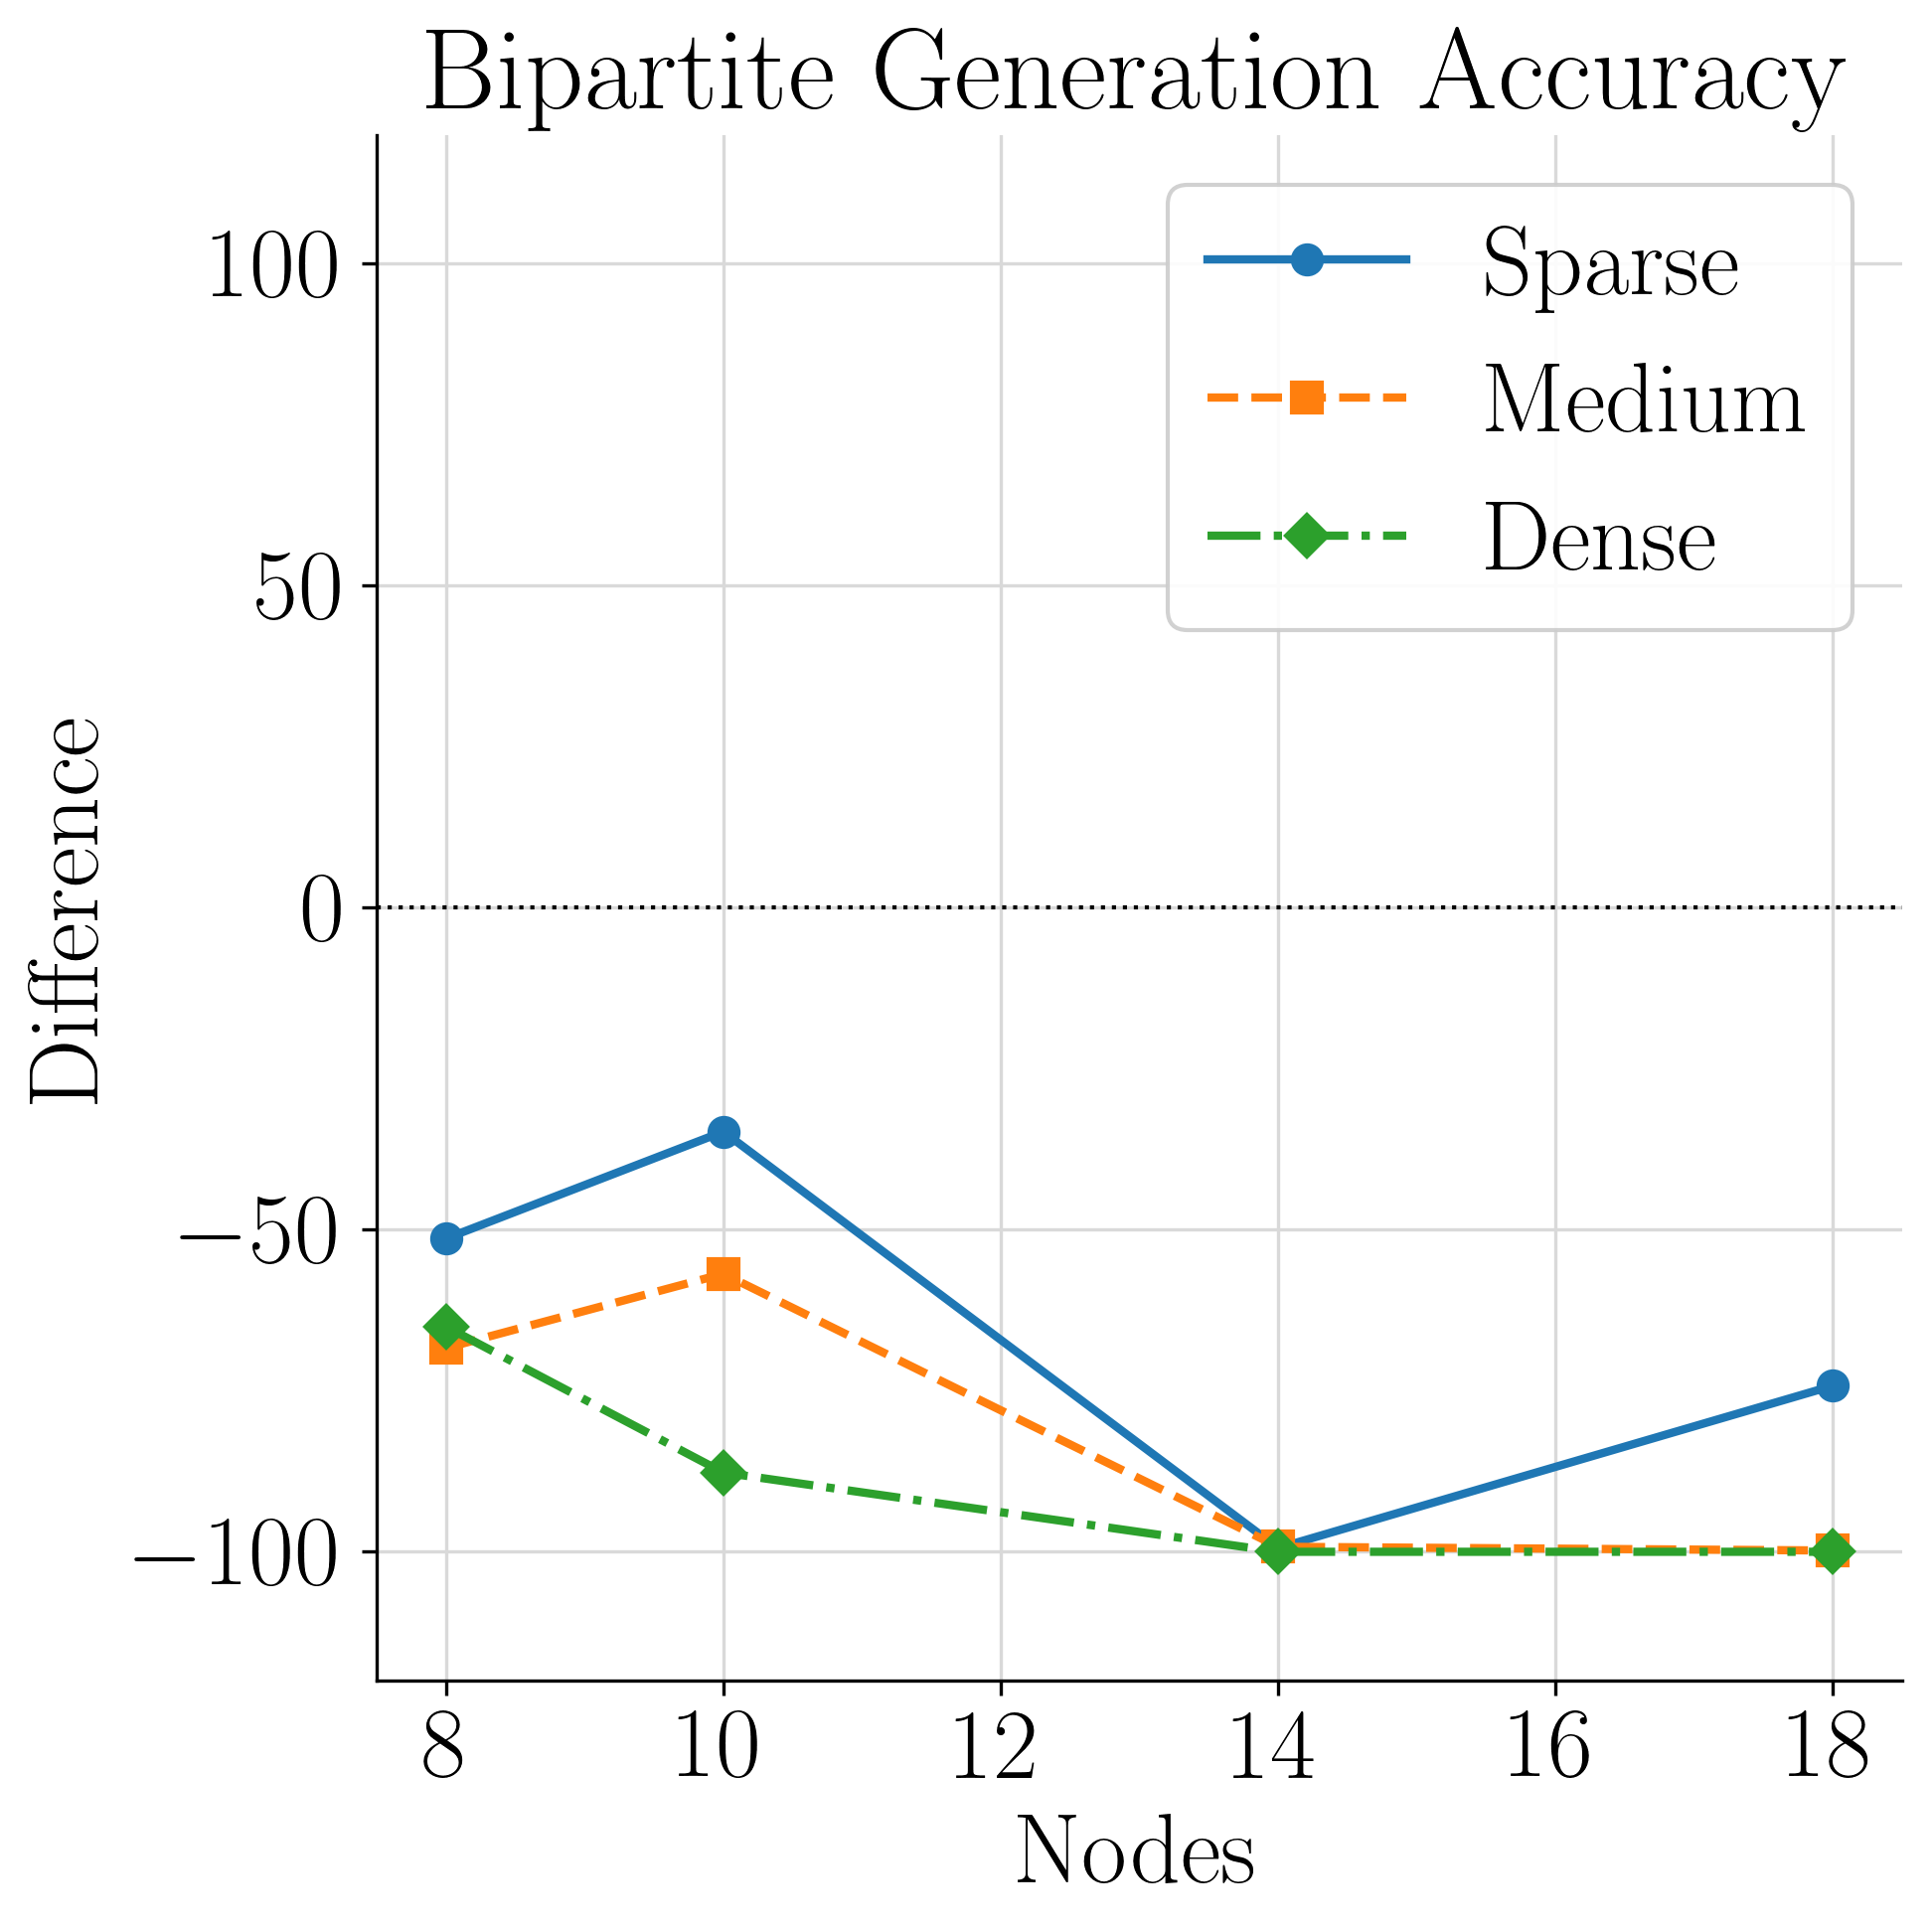 Bipartite Generation Accuracy
100
50
0
−50
−100
Difference
Sparse
Medium
Dense
8 10 12 14 16 18
Nodes